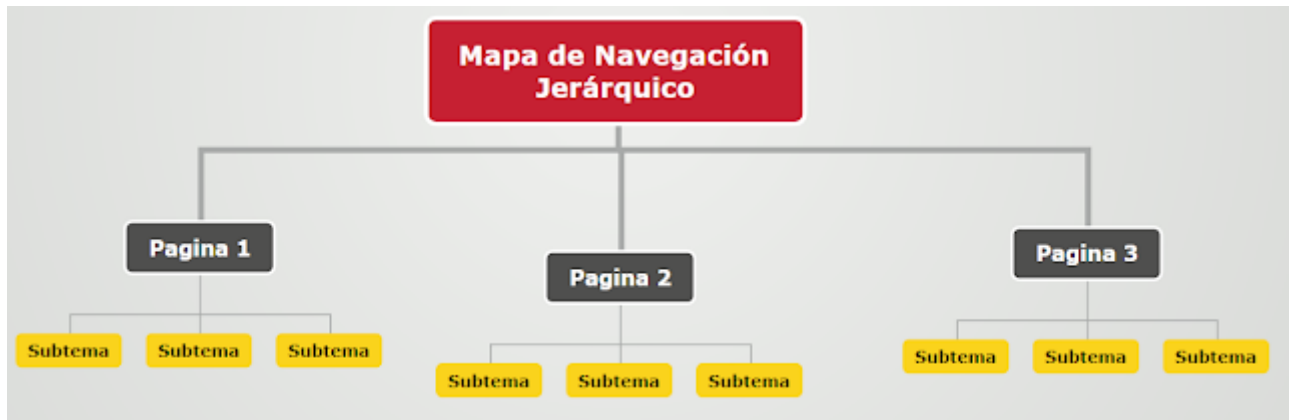 Mapa de Navegación
Jerárquico
Pagina 1
Pagina 2
Pagina 3
Subtema Subtema Subtema
Subtema Subtema Subtema
Subtema Subtema Subtema